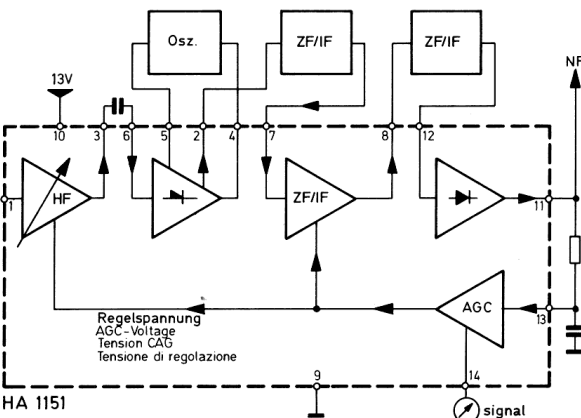 Osz.
ZF/IF
ZF/IF
NF
13V
10
3
6
5
2
4
7
8
12
1
HF
ZF/IF
11
Regelspannung
AGC-Voltage
Tension CAG
Tensione di regolazione
AGC
13
9
14
HA 1151
signal